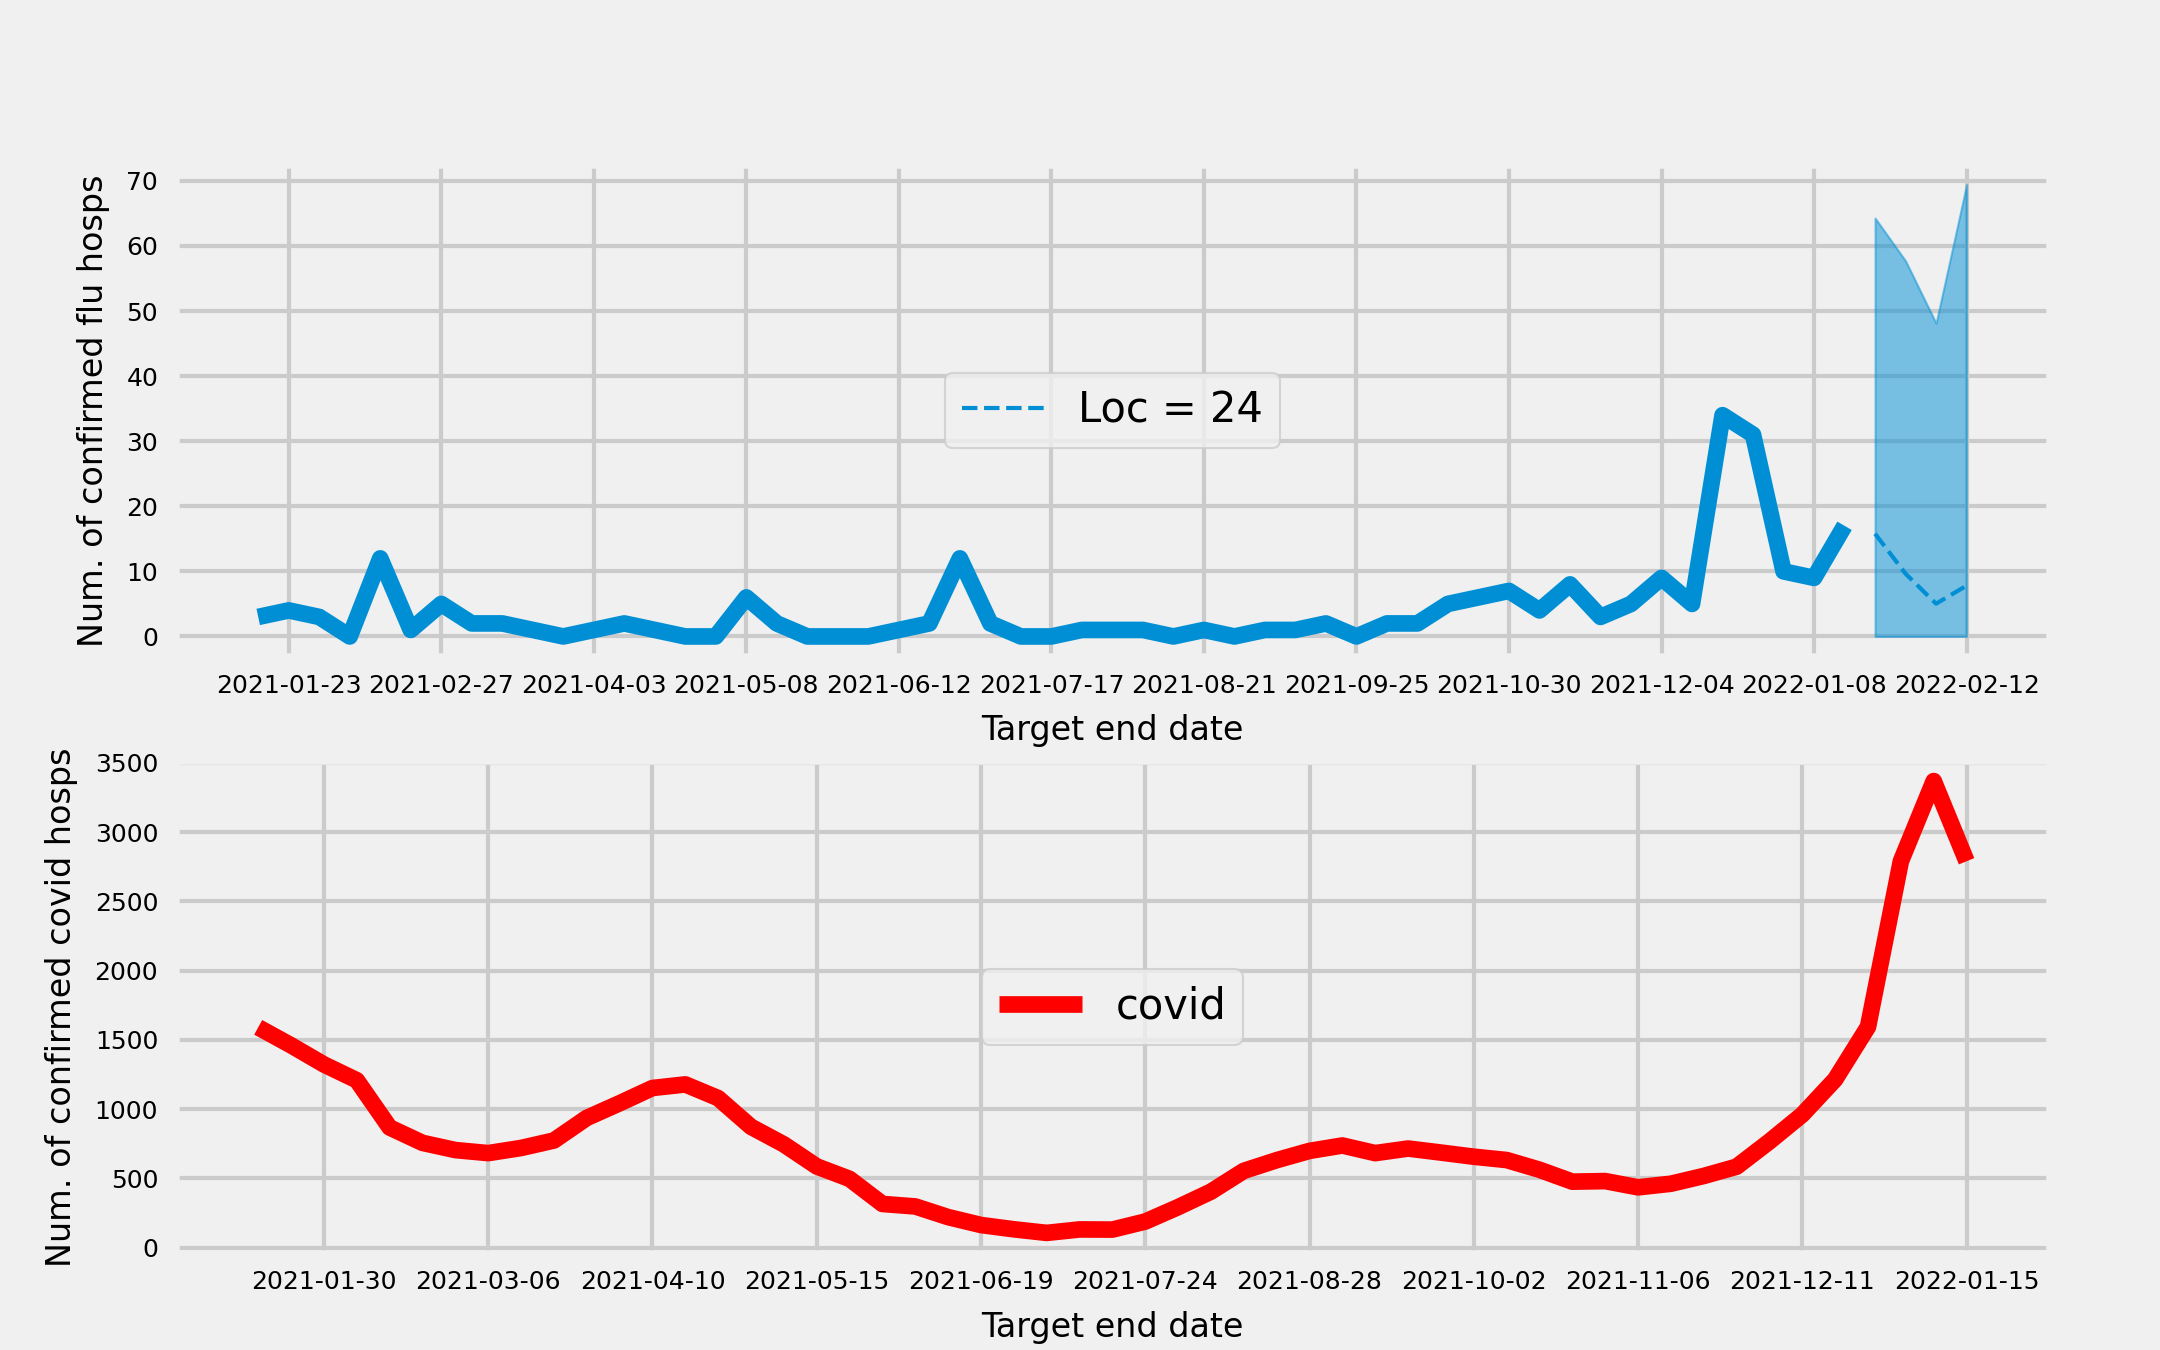 Num. of confirmed flu hosps
70
60
50
40
30
20
10
0
Loc = 24
2021-01-23 2021-02-27 2021-04-03 2021-05-08 2021-06-12 2021-07-17 2021-08-21 2021-09-25 2021-10-30 2021-12-04 2022-01-08 2022-02-12
Target end date
Num. of confirmed covid hosps
3500
3000
2500
2000
1500
1000
500
0
covid
2021-01-30 2021-03-06 2021-04-10 2021-05-15 2021-06-19 2021-07-24 2021-08-28 2021-10-02 2021-11-06 2021-12-11 2022-01-15
Target end date